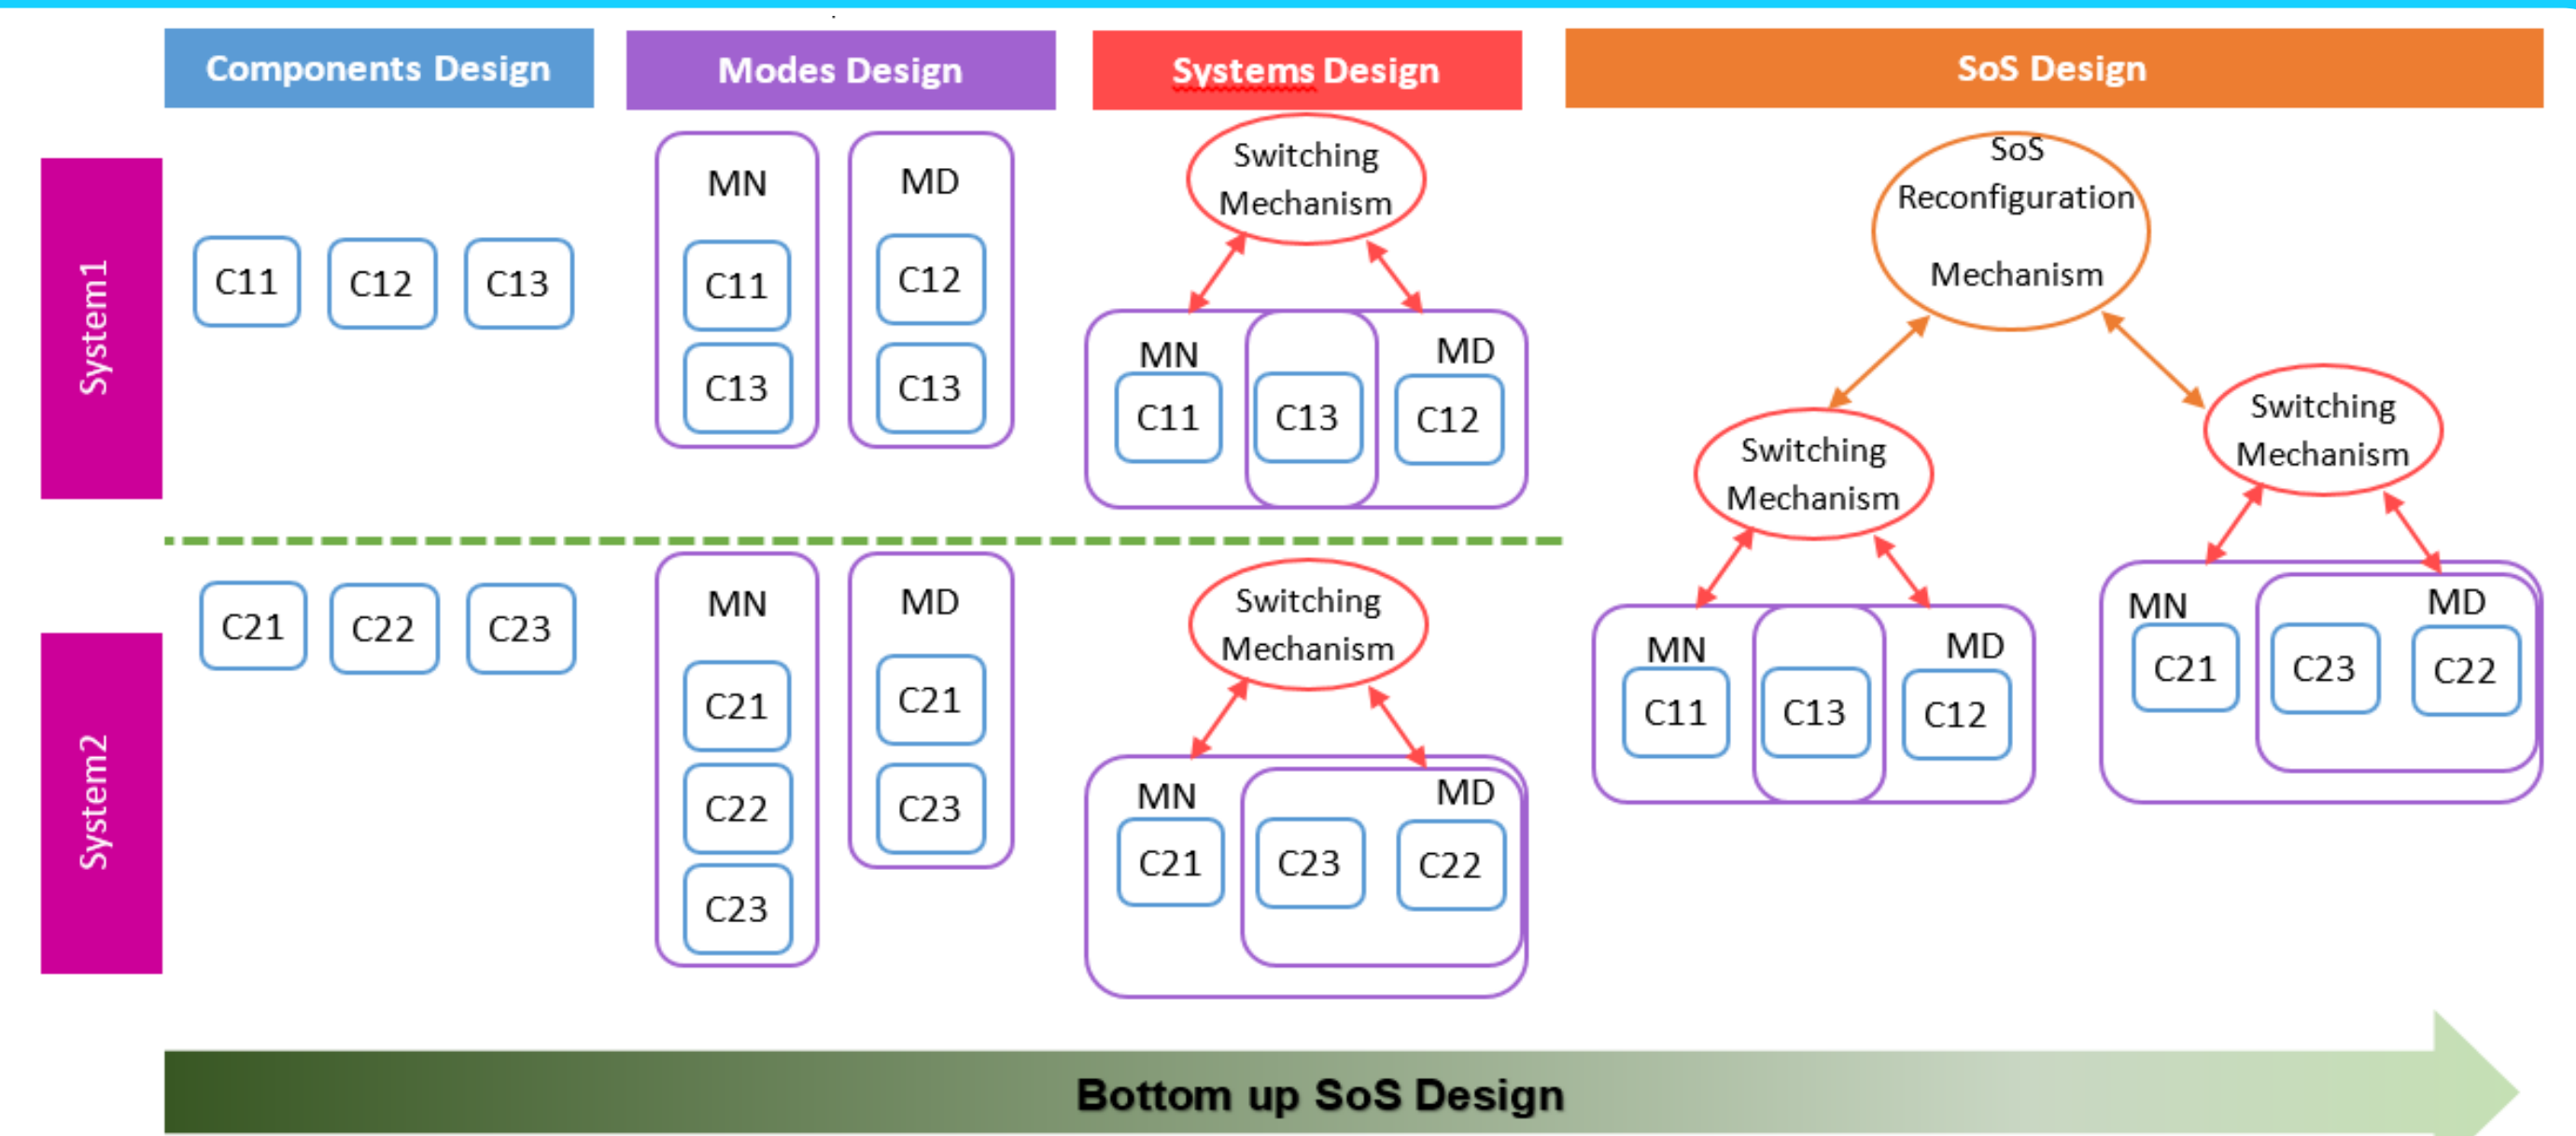 Components Design
Modes Design
Systems Design
SoS Design
System1
C11 C12 C13
MN
C11
C13
MD
C12
C13
Switching
Mechanism
MN
MD
C11 C13 C12
System2
C21 C22 C23
MN
C21
C22
C23
MD
C21
C23
Switching
Mechanism
MN
MD
C21 C23 C22
SoS
Reconfiguration
Mechanism
Switching
Mechanism
MN
MD
C11 C13 C12
Switching
Mechanism
MN
MD
C21 C23 C22
Bottom up SoS Design